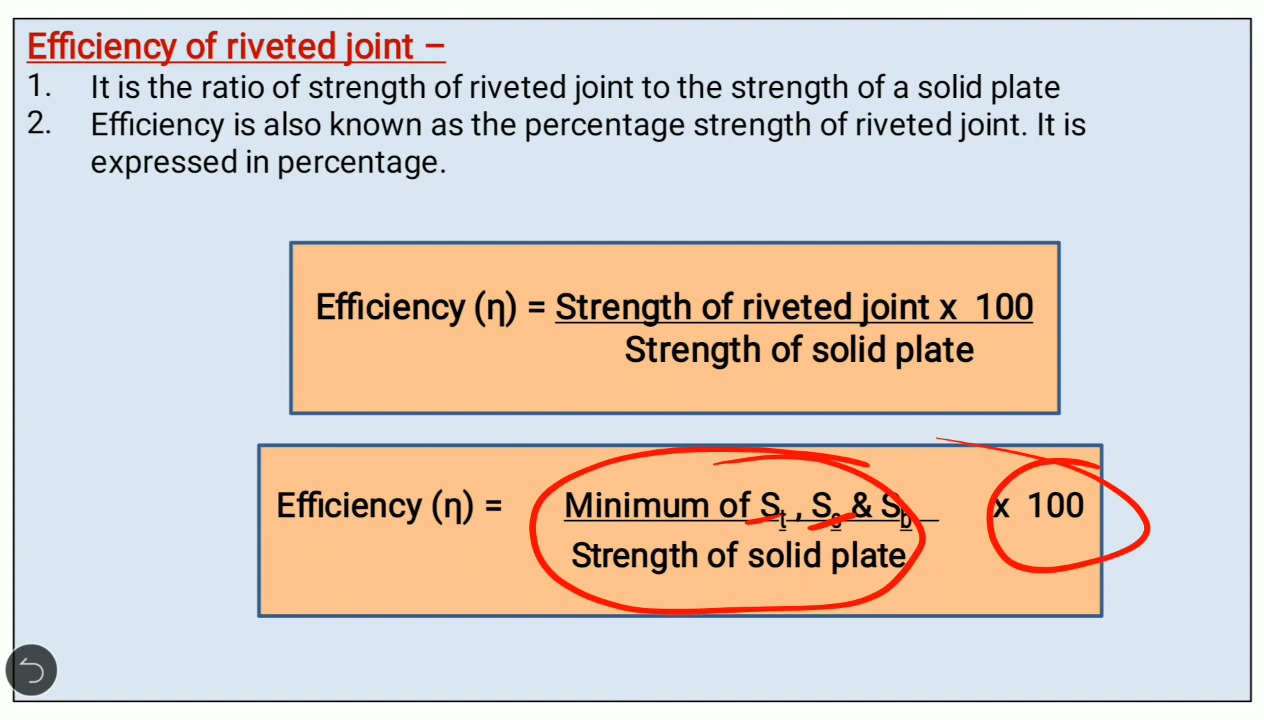 Efficiency of riveted joint –
1. It is the ratio of strength of riveted joint to the strength of a solid plate
2. Efficiency is also known as the percentage strength of riveted joint. It is
expressed in percentage.
Efficiency (η) = Strength of riveted joint x 100
Strength of solid plate
Efficiency (η) = Minimum of St , Ss & Sb x 100
Strength of solid plate